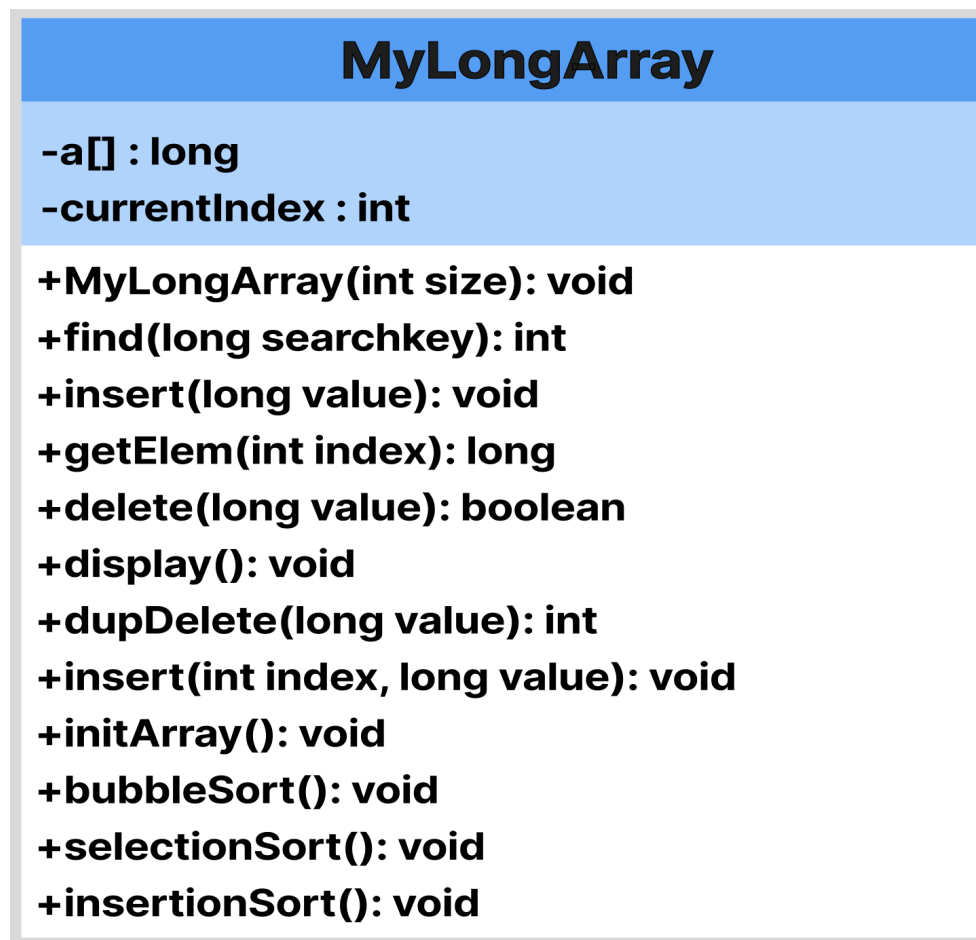 MyLongArray
-a[] : long
-currentIndex : int
+MyLongArray(int size): void
+find(long searchkey): int
+insert(long value): void
+getElem(int index): long
+delete(long value): boolean
+display(): void
+dupDelete(long value): int
+insert(int index, long value): void
+initArray(): void
+bubbleSort(): void
+selectionSort(): void
+insertionSort(): void